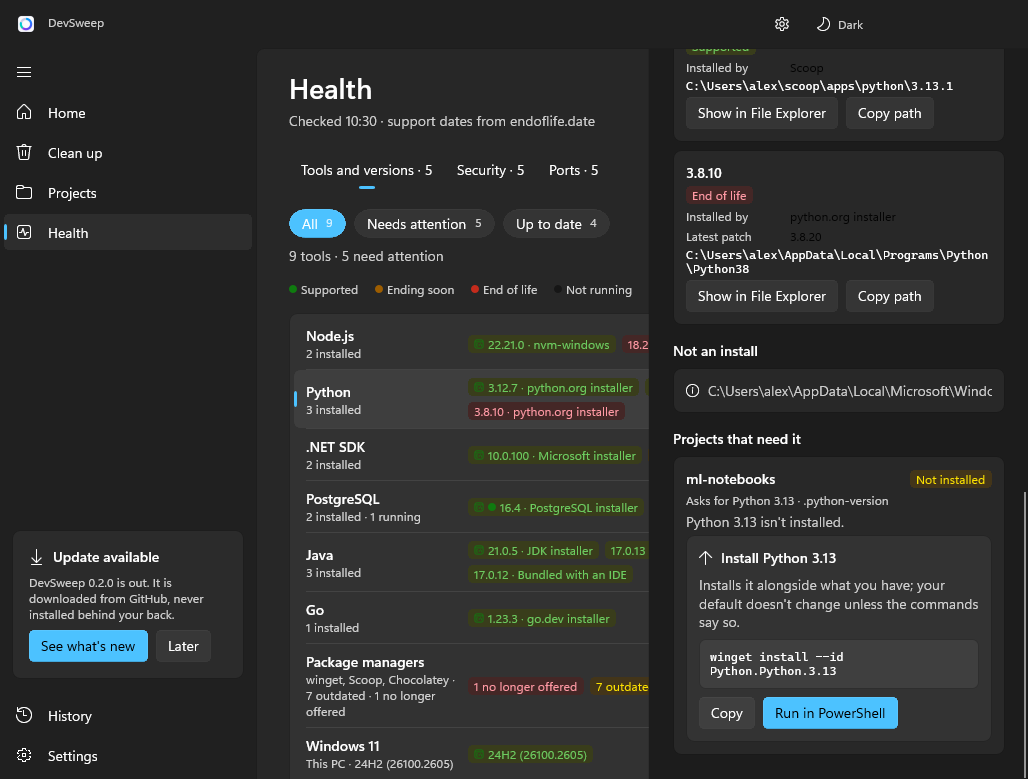 DevSweep
Dark
Home
Clean up
Projects
Health
Update available
DevSweep 0.2.0 is out. It is
downloaded from GitHub, never
installed behind your back.
See what's new
Later
History
Settings
Health
Checked 10:30 · support dates from endoflife.date
Tools and versions · 5
Security · 5
Ports · 5
All 9
Needs attention 5
Up to date 4
9 tools · 5 need attention
Supported
Ending soon
End of life
Not running
Node.js
2 installed
22.21.0 · nvm-windows
18.2
Python
3 installed
3.12.7 · python.org installer
3.8.10 · python.org installer
.NET SDK
2 installed
10.0.100 · Microsoft installer
PostgreSQL
2 installed · 1 running
16.4 · PostgreSQL installer
Java
3 installed
21.0.5 · JDK installer
17.0.13
17.0.12 · Bundled with an IDE
Go
1 installed
1.23.3 · go.dev installer
Package managers
winget, Scoop, Chocolatey ·
7 outdated · 1 no longer
offered
1 no longer offered
7 outdate
Windows 11
This PC · 24H2 (26100.2605)
24H2 (26100.2605)
Supported
Installed by
Scoop
C:\Users\alex\scoop\apps\python\3.13.1
Show in File Explorer
Copy path
3.8.10
End of life
Installed by
python.org installer
Latest patch
3.8.20
C:\Users\alex\AppData\Local\Programs\Python
\Python38
Show in File Explorer
Copy path
Not an install
C:\Users\alex\AppData\Local\Microsoft\Windc
Projects that need it
ml-notebooks
Not installed
Asks for Python 3.13 · .python-version
Python 3.13 isn't installed.
Install Python 3.13
Installs it alongside what you have; your
default doesn't change unless the commands
say so.
winget install --id
Python.Python.3.13
Copy
Run in PowerShell